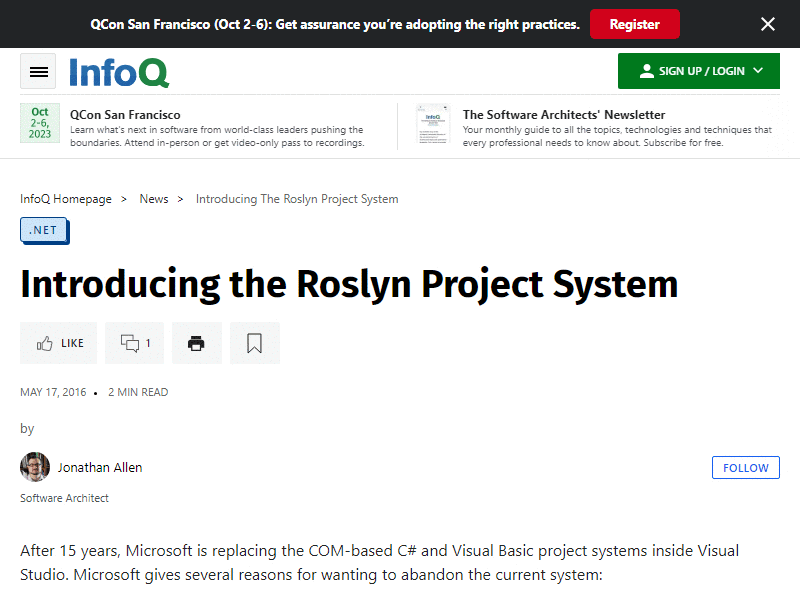 QCon San Francisco (Oct 2-6): Get assurance you’re adopting the right practices.
Register
InfoQ
SIGN UP / LOGIN
Oct
2-6,
2023
QCon San Francisco
Learn what's next in software from world-class leaders pushing the
boundaries. Attend in-person or get video-only pass to recordings.
The Software Architects' Newsletter
Your monthly guide to all the topics, technologies and techniques that
every professional needs to know about. Subscribe for free.
InfoQ Homepage > News > Introducing The Roslyn Project System
.NET
Introducing the Roslyn Project System
LIKE
1
MAY 17, 2016 • 2 MIN READ
by
Jonathan Allen
FOLLOW
Software Architect
After 15 years, Microsoft is replacing the COM-based C# and Visual Basic project systems inside Visual
Studio. Microsoft gives several reasons for wanting to abandon the current system: